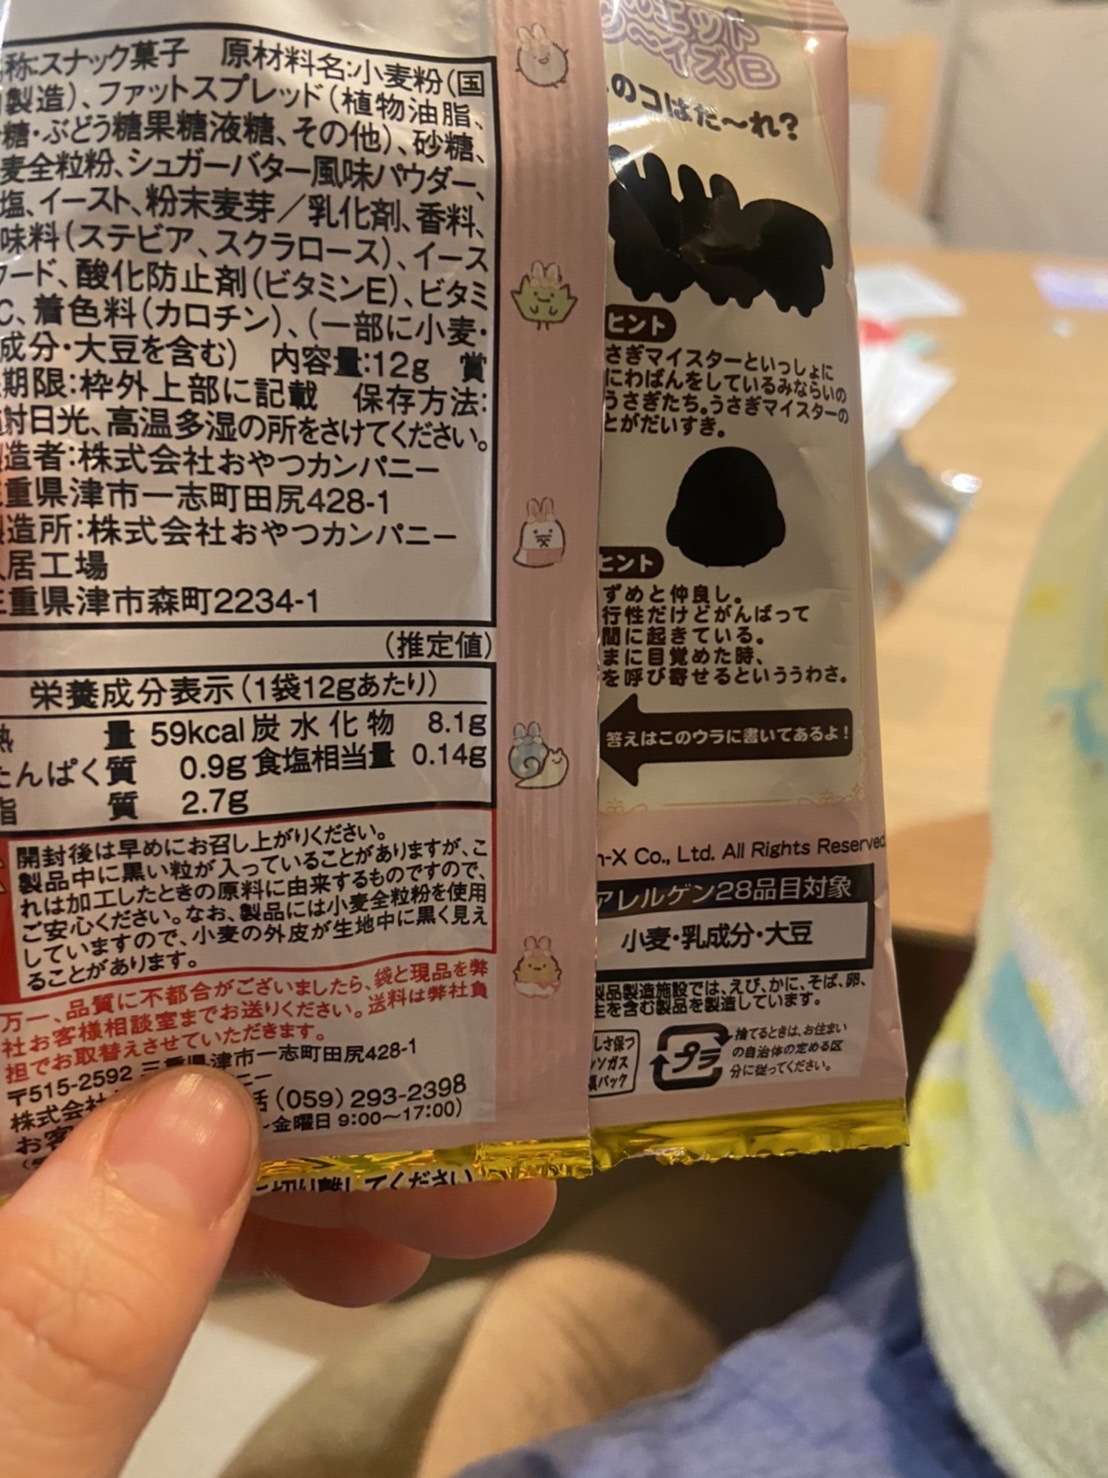 称:スナック菓子 原材料名:小麦粉(国
製造)、ファットスプレッド(植物油脂、
糖・ぶどう糖果糖液糖、その他)、砂糖、
麦全粒粉、シュガーバター風味パウダー、
塩、イースト、粉末麦芽/乳化剤、香料、
味料(ステビア、スクラロース)、イース
フード、酸化防止剤(ビタミンE)、ビタミ
C、着色料(カロチン)、(一部に小麦・
成分・大豆を含む) 内容量:12g 賞
期限:枠外上部に記載 保存方法:
射日光、高温多湿の所をさけてください。
造者:株式会社おやつカンパニー
重県津市一志町田尻428-1
造所:株式会社おやつカンパニー
居工場
重県津市森町2234-1
(推定値)
栄養成分表示(1袋12gあたり)
熱量 59kcal 炭水化物 8.1g
たんぱく質 0.9g 食塩相当量 0.14g
脂質 2.7g
開封後は早めにお召し上がりください。
製品中に黒い粒が入っていることがありますが、こ
れは加工したときの原料に由来するものですので、
ご安心ください。なお、製品には小麦全粒粉を使用
していますので、小麦の外皮が生地中に黒く見え
ることがあります。
万一、品質に不都合がございましたら、袋と現品を弊
社お客様相談室までお送りください。送料は弊社負
担でお取替えさせていただきます。
〒515-2592 三重県津市一志町田尻428-1
株式会社 ニー
お客 話(059)293-2398
金曜日 9:00~17:00)
切り離してください
ット
~イズB
のコはだ~れ?
ヒント
さぎマイスターといっしょに
にわばんをしているみならいの
うさぎたち。うさぎマイスターの
とがだいすき。
ヒント
ずめと仲良し。
行性だけどがんばって
間に起きている。
まに目覚めた時、
を呼び寄せるといううわさ。
答えはこのウラに書いてあるよ!
n-X Co., Ltd. All Rights Reserved
アレルゲン28品目対象
小麦・乳成分・大豆
製品製造施設では、えび、かに、そば、卵、
生を含む製品を製造しています。
しさ保つ
ソガス
パック
プラ
捨てるときは、お住まい
の自治体の定める区
分に従ってください。